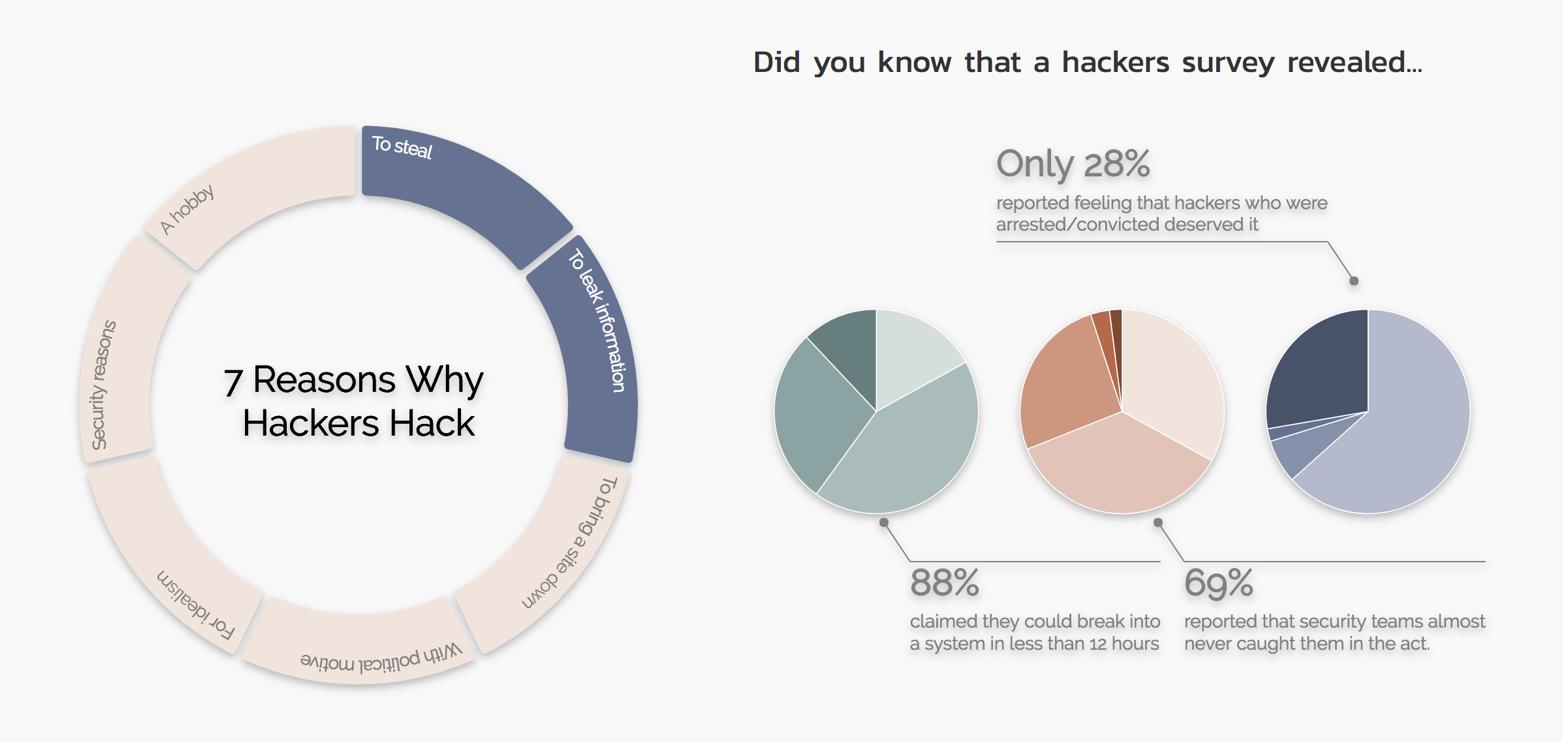 To steal
To leak information
To bring a site down
With political motive
For idealism
Security reasons
A hobby
7 Reasons Why
Hackers Hack
Did you know that a hackers survey revealed...
Only 28%
reported feeling that hackers who were
arrested/convicted deserved it
88%
claimed they could break into
a system in less than 12 hours
69%
reported that security teams almost
never caught them in the act.